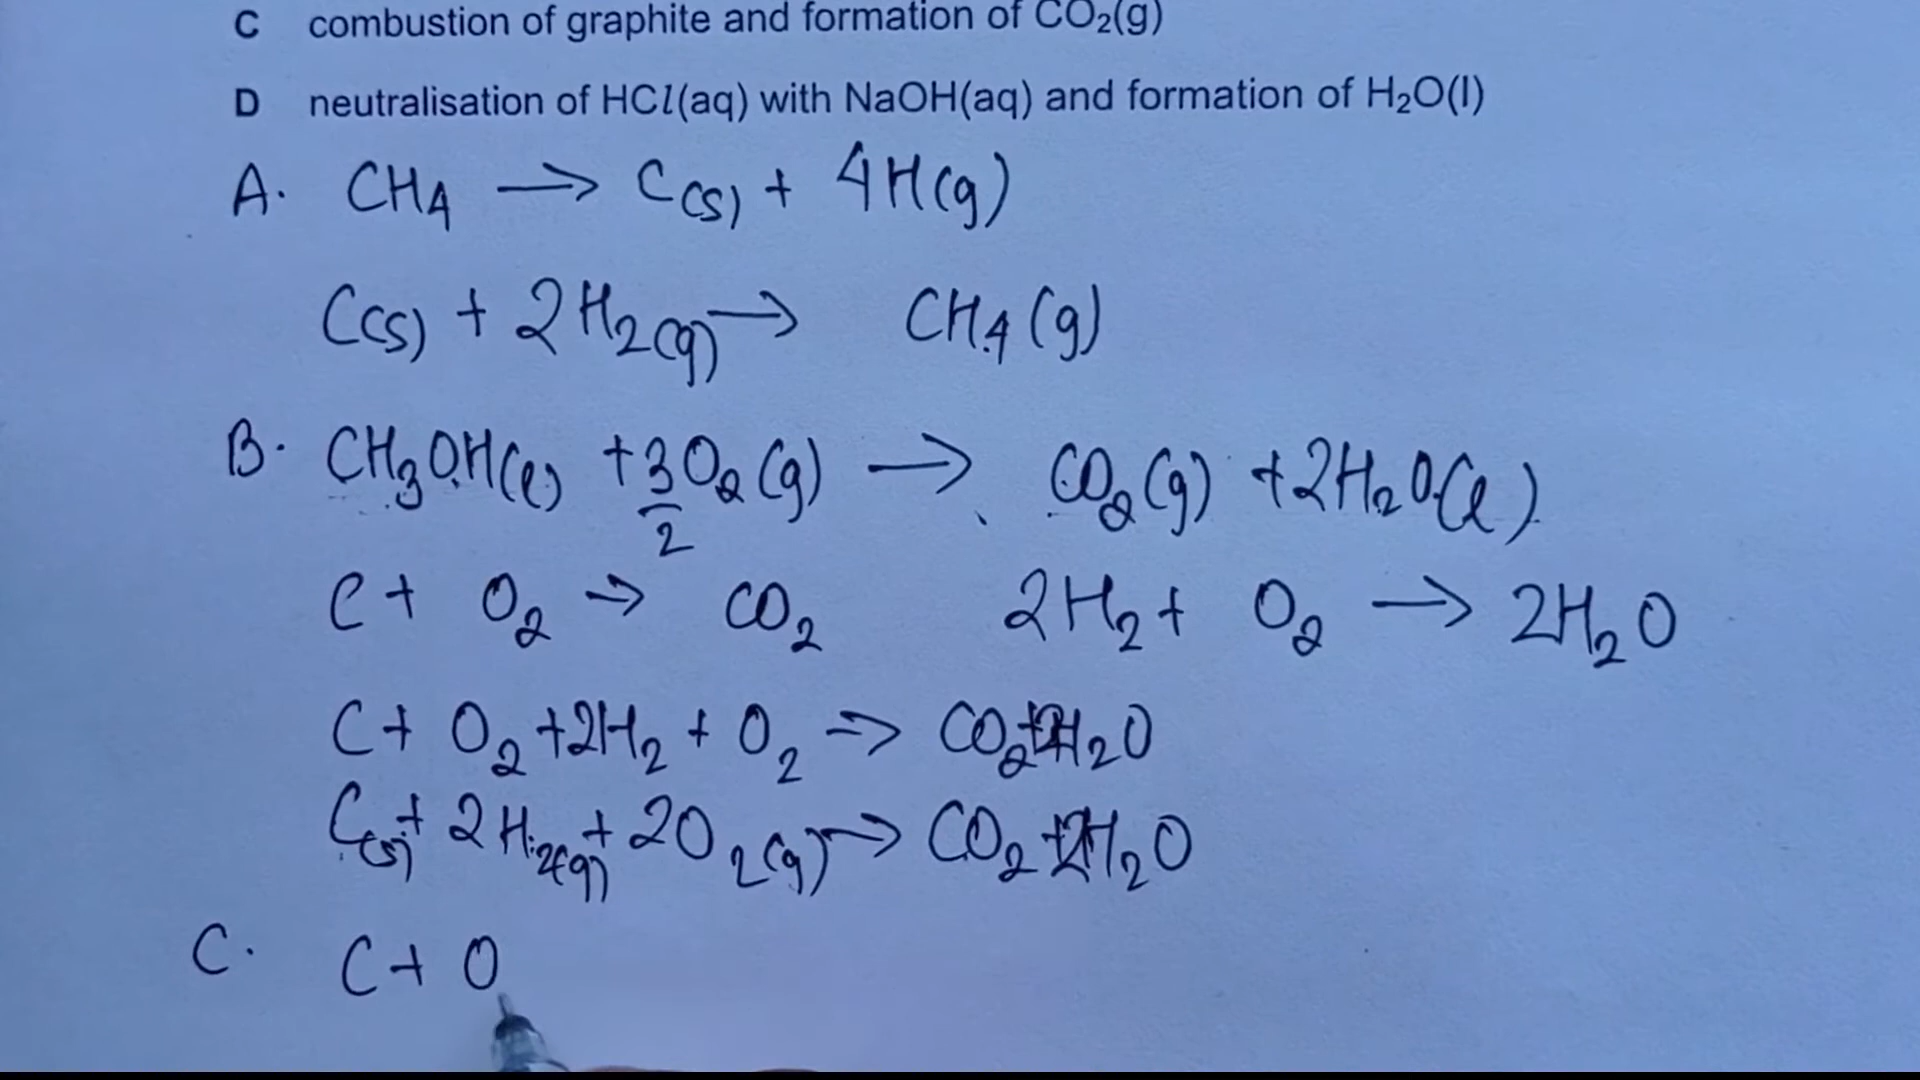 C combustion of graphite and formation of CO₂(g)
D neutralisation of HCl(aq) with NaOH(aq) and formation of H₂O(l)
A. CH₄ → C(s) + 4H(g)
C(s) + 2H₂(g) → CH₄(g)
B. CH₃OH(l) + 3/2 O₂(g) → CO₂(g) + 2H₂O(l)
C + O₂ → CO₂ 2H₂ + O₂ → 2H₂O
C + O₂ + 2H₂ + O₂ → CO₂ + 2H₂O
C(s) + 2H₂(g) + 2O₂(g) → CO₂ + 2H₂O
C. C + O